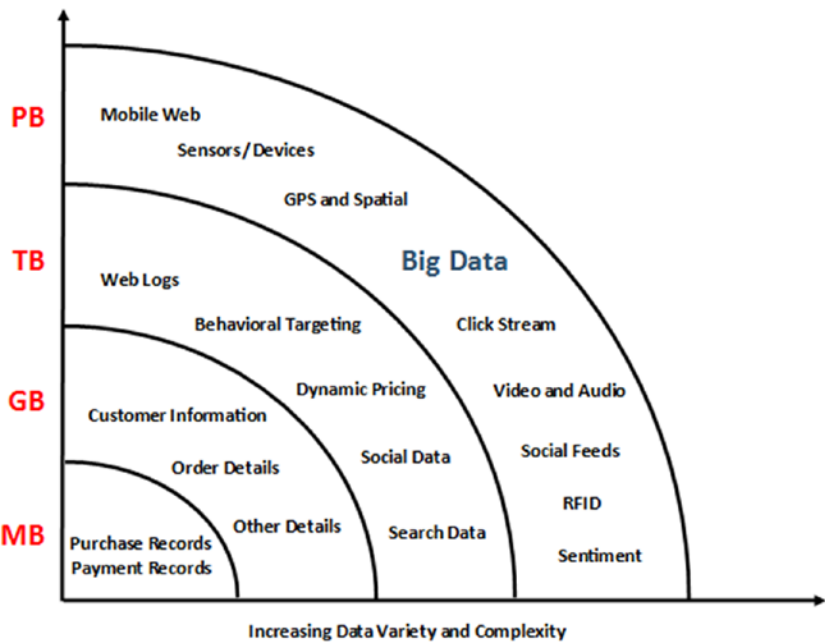 PB
Mobile Web
Sensors/Devices
GPS and Spatial
TB
Big Data
Web Logs
Behavioral Targeting
Click Stream
GB
Dynamic Pricing
Video and Audio
Customer Information
Social Data
Social Feeds
Order Details
RFID
MB
Other Details
Search Data
Purchase Records
Payment Records
Sentiment
Increasing Data Variety and Complexity